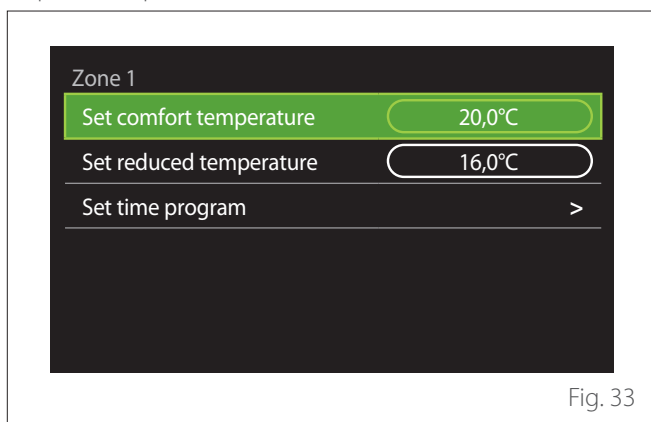 Zone 1
Set comfort temperature 20,0°C
Set reduced temperature 16,0°C
Set time program >
Fig. 33